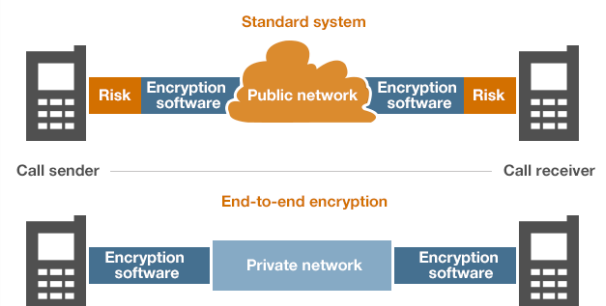 Standard system
Risk
Encryption
software
Public network
Encryption
software
Risk
Call sender
Call receiver
End-to-end encryption
Encryption
software
Private network
Encryption
software